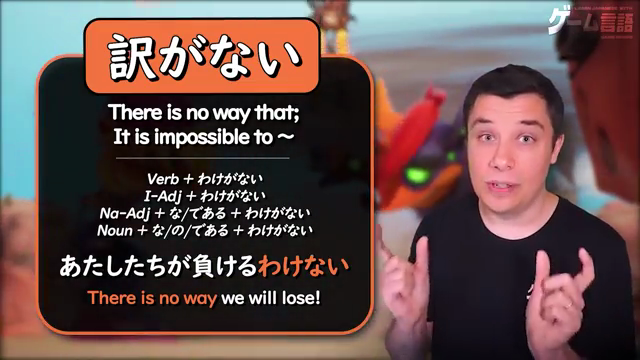 訳がない
There is no way that;
It is impossible to ～
Verb + わけがない
I-Adj + わけがない
Na-Adj + な/である + わけがない
Noun + な/の/である + わけがない
あたしたちが負けるわけない
There is no way we will lose!
LEARN JAPANESE WITH
ゲーム言語